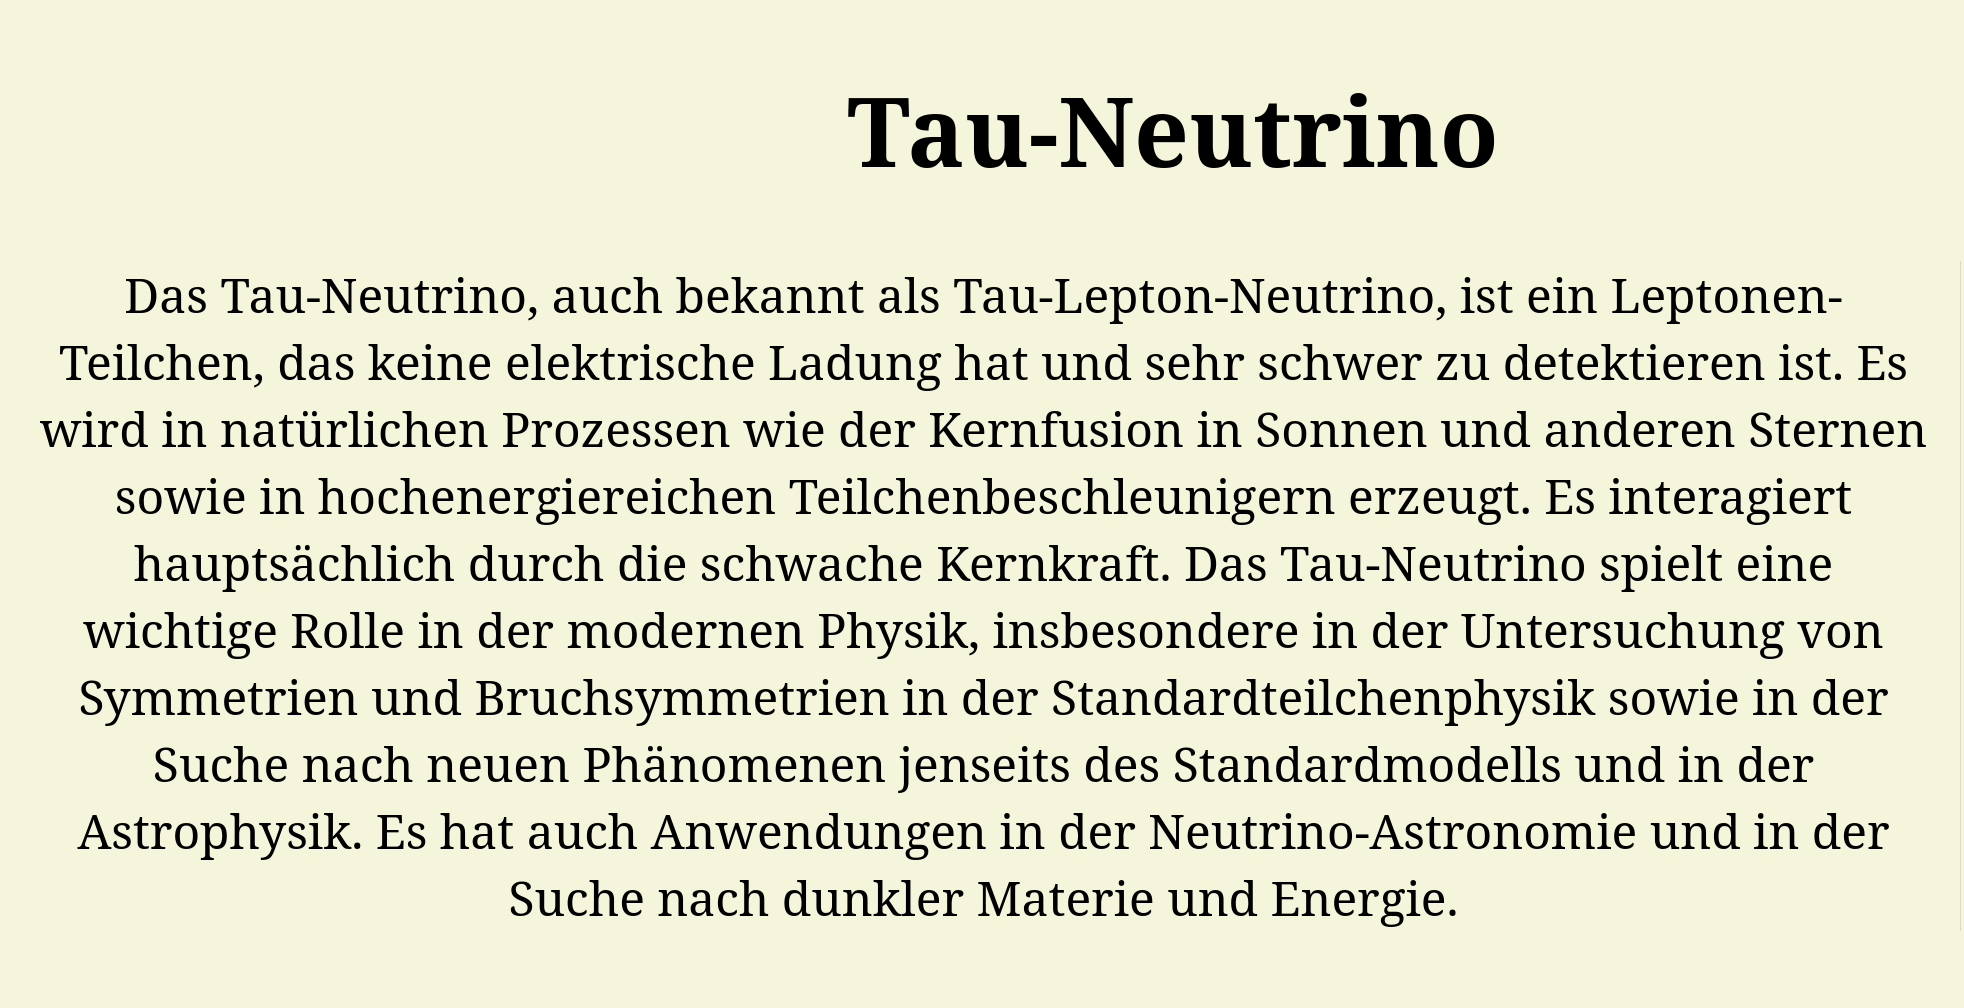 Tau-Neutrino
Das Tau-Neutrino, auch bekannt als Tau-Lepton-Neutrino, ist ein Leptonen-
Teilchen, das keine elektrische Ladung hat und sehr schwer zu detektieren ist. Es
wird in natürlichen Prozessen wie der Kernfusion in Sonnen und anderen Sternen
sowie in hochenergiereichen Teilchenbeschleunigern erzeugt. Es interagiert
hauptsächlich durch die schwache Kernkraft. Das Tau-Neutrino spielt eine
wichtige Rolle in der modernen Physik, insbesondere in der Untersuchung von
Symmetrien und Bruchsymmetrien in der Standardteilchenphysik sowie in der
Suche nach neuen Phänomenen jenseits des Standardmodells und in der
Astrophysik. Es hat auch Anwendungen in der Neutrino-Astronomie und in der
Suche nach dunkler Materie und Energie.